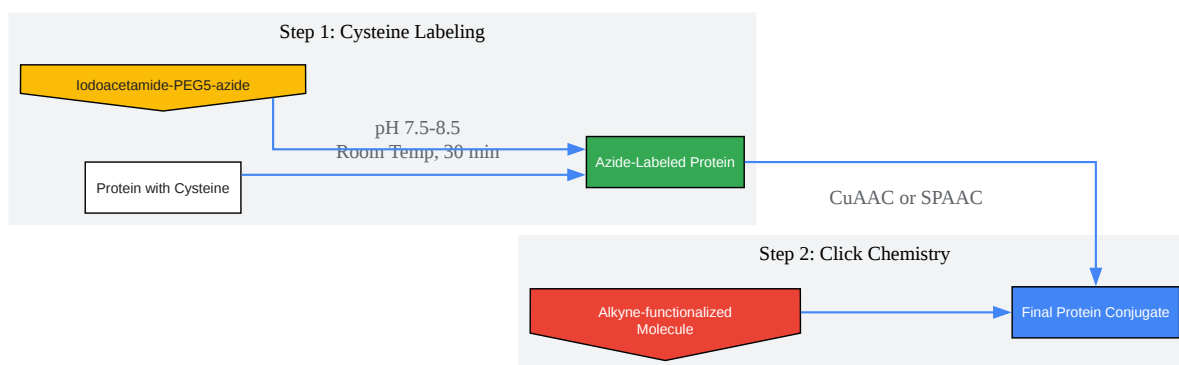 Step 1: Cysteine Labeling
Iodoacetamide-PEG5-azide
pH 7.5-8.5
Room Temp, 30 min
Protein with Cysteine
Azide-Labeled Protein
CuAAC or SPAAC
Step 2: Click Chemistry
Alkyne-functionalized
Molecule
Final Protein Conjugate